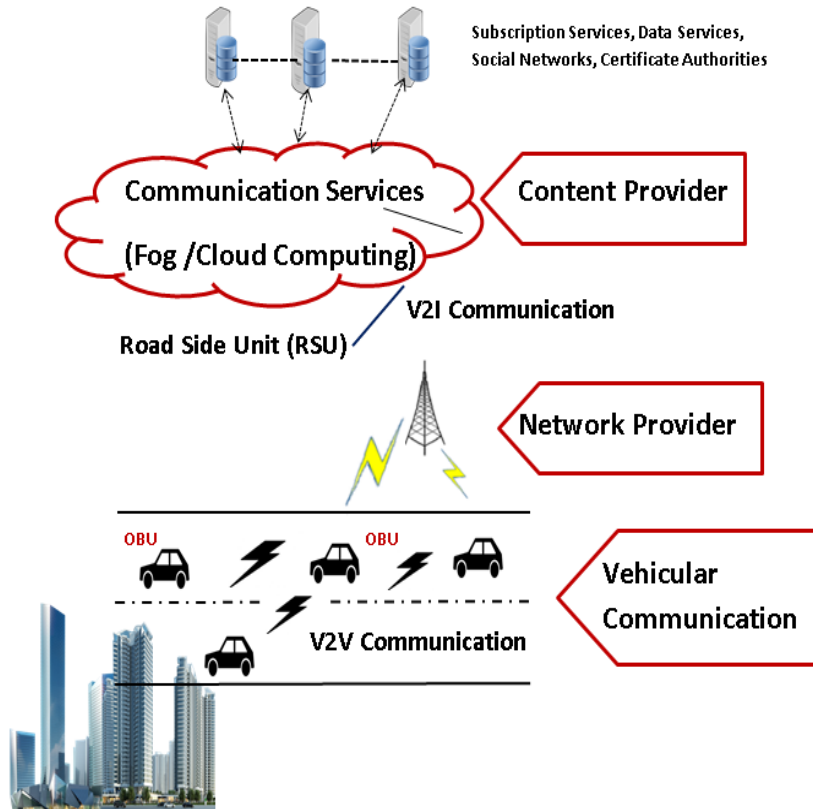 Subscription Services, Data Services,
Social Networks, Certificate Authorities
Communication Services
(Fog /Cloud Computing)
Content Provider
V2I Communication
Road Side Unit (RSU)
Network Provider
OBU
OBU
Vehicular
Communication
V2V Communication